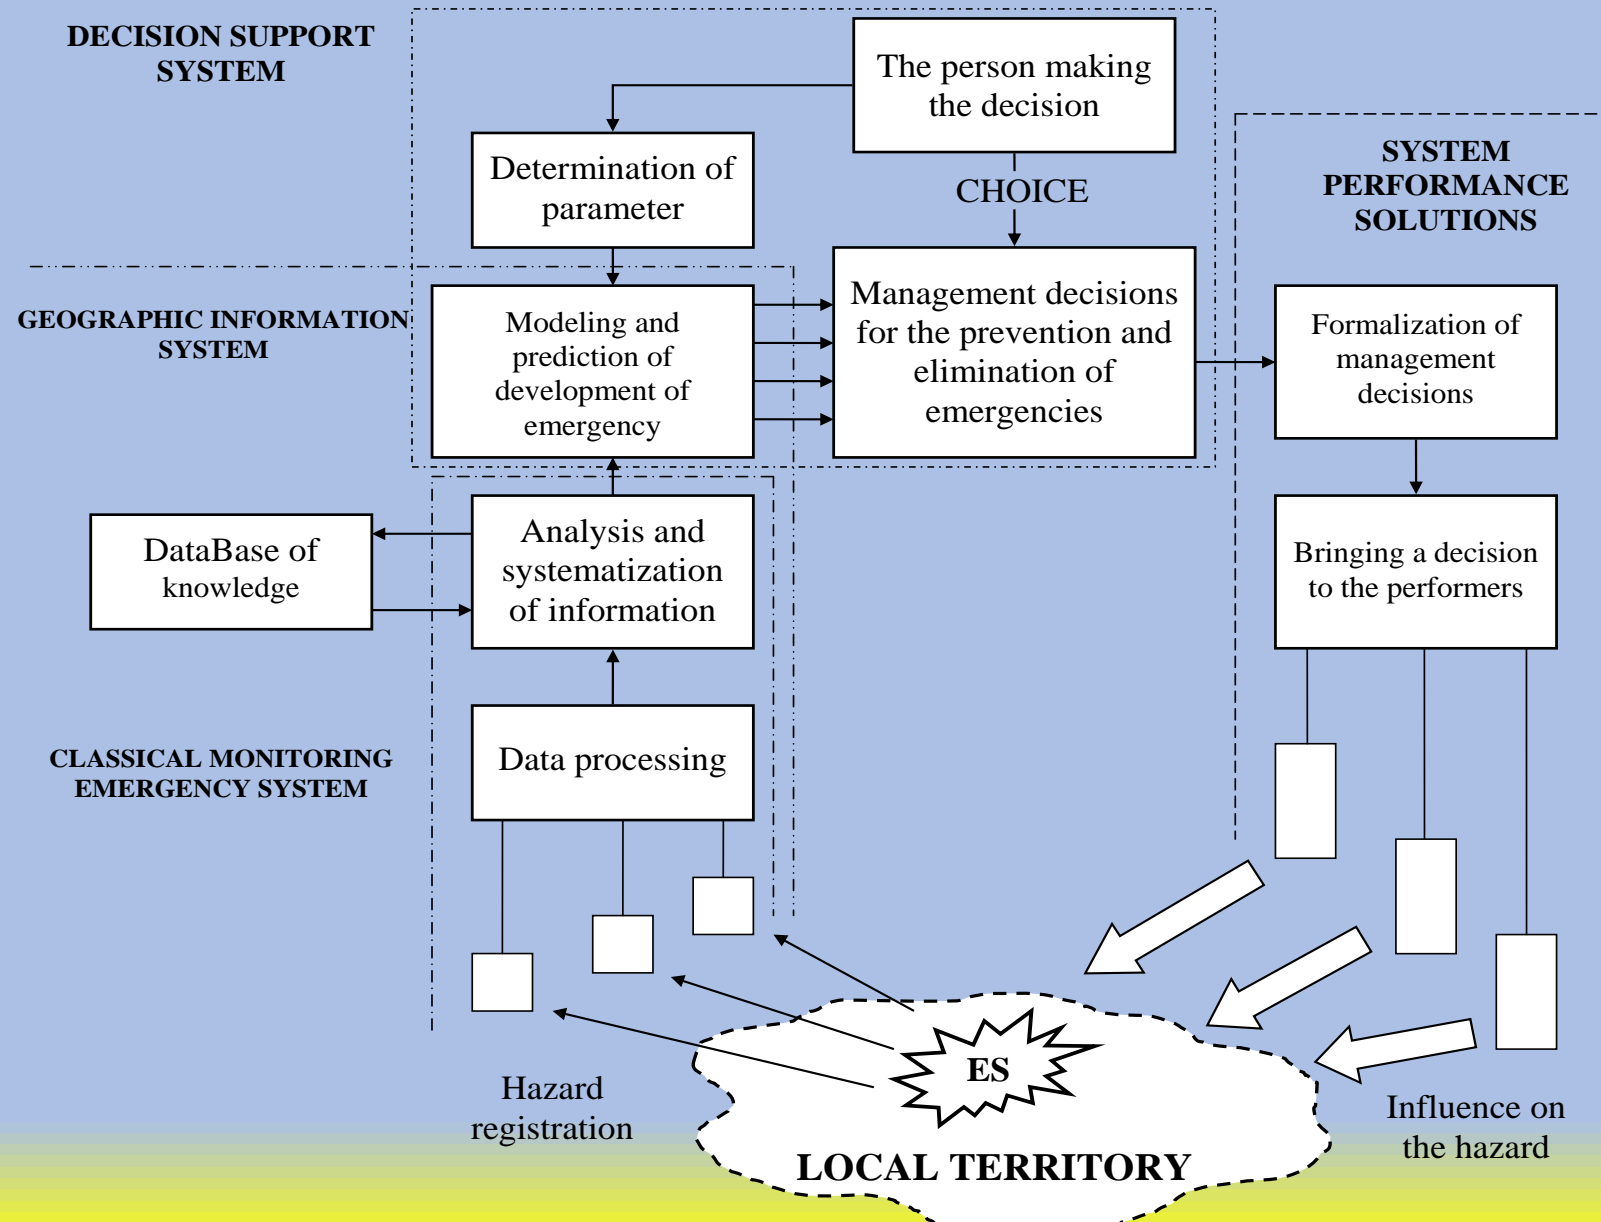 DECISION SUPPORT
SYSTEM
The person making
the decision
Determination of
parameter
CHOICE
SYSTEM
PERFORMANCE
SOLUTIONS
GEOGRAPHIC INFORMATION
SYSTEM
Modeling and
prediction of
development of
emergency
Management decisions
for the prevention and
elimination of
emergencies
Formalization of
management
decisions
DataBase of
knowledge
Analysis and
systematization
of information
Bringing a decision
to the performers
CLASSICAL MONITORING
EMERGENCY SYSTEM
Data processing
ES
Hazard
registration
Influence on
the hazard
LOCAL TERRITORY